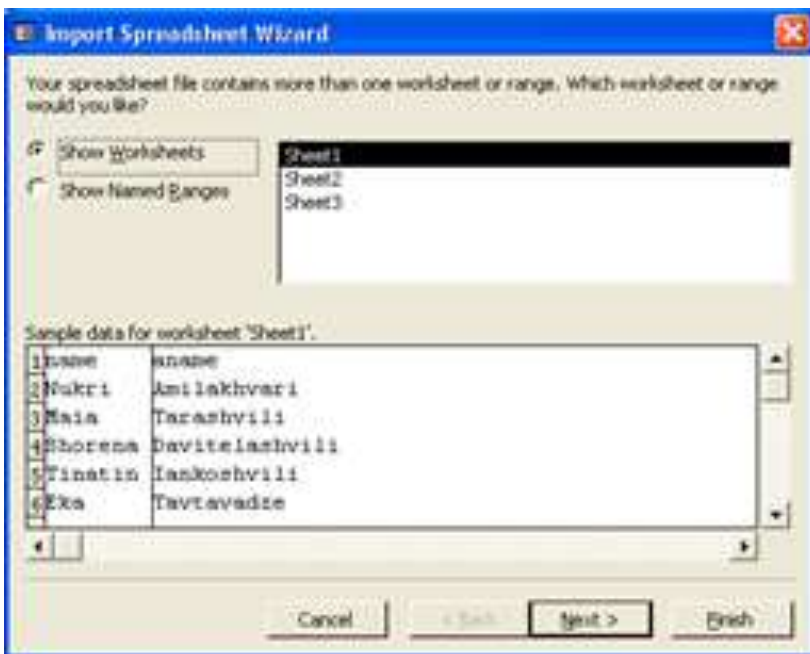 Import Spreadsheet Wizard
Your spreadsheet file contains more than one worksheet or range. Which worksheet or range
would you like?
Show Worksheets
Show Named Ranges
Sheet1
Sheet2
Sheet3
Sample data for worksheet 'Sheet1'.
1 name aname
2 Nukri Amilakhvari
3 Maia Tarashvili
4 Shorena Davitelashvili
5 Tinatin Iankoshvili
6 Eka Tavtavadze
Cancel < Back Next > Finish